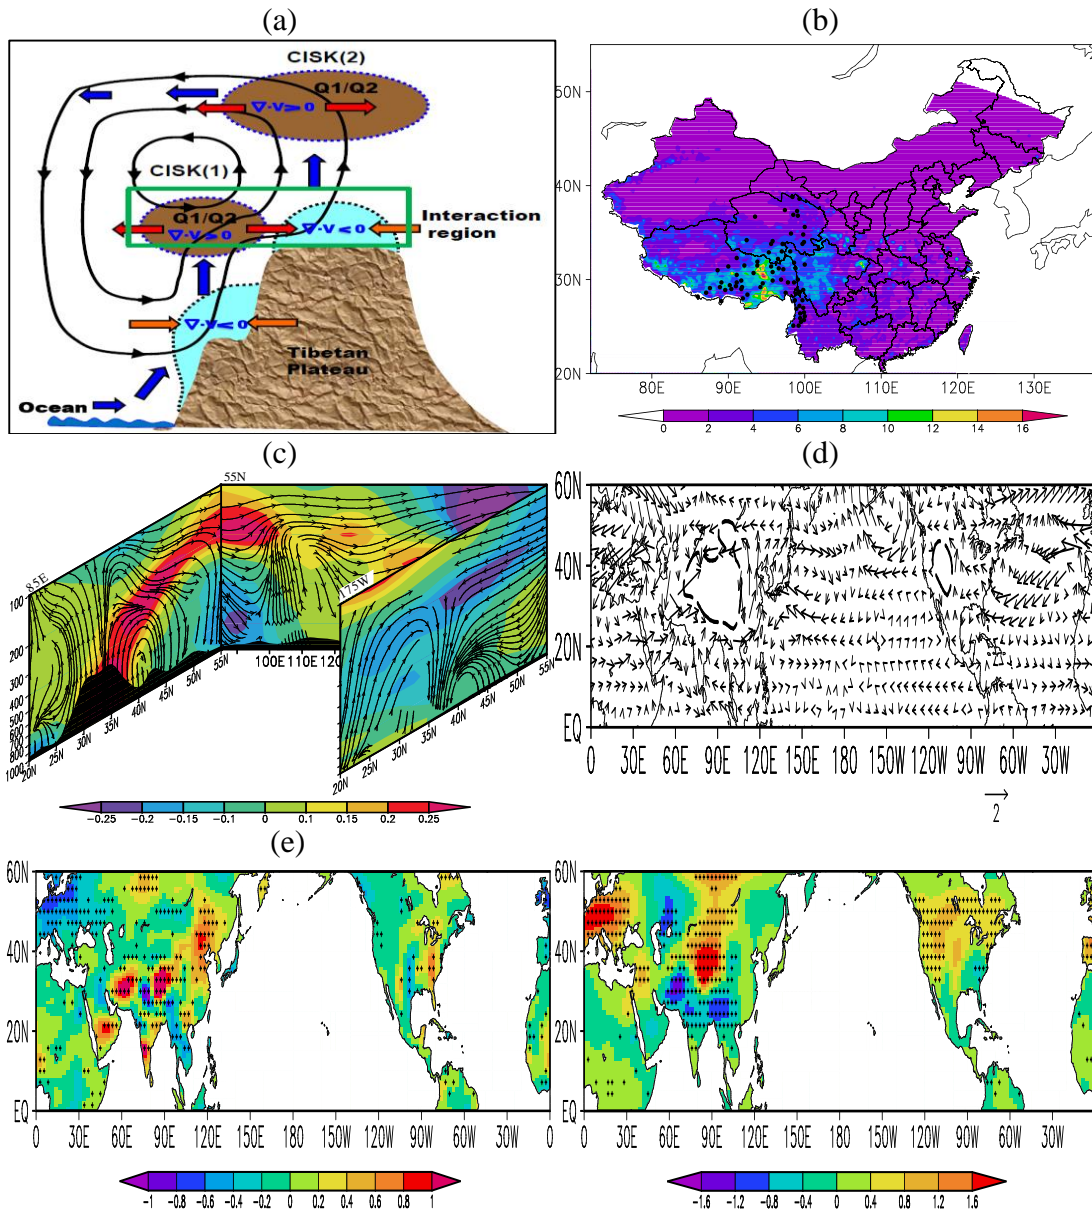 (a)
CISK(2)
Q1/Q2
∇·V≥0
CISK(1)
Q1/Q2
∇·V≥0
∇·V≤0
Interaction
region
∇·V≤0
Tibetan
Plateau
Ocean
(b)
50N
40N
30N
20N
80E 90E 100E 110E 120E 130E
0 2 4 6 8 10 12 14 16
(c)
55N
85E
175W
100
200
300
400
500
600
700
800
1000
20N 25N 30N 35N 40N 45N 50N 55N
100E 110E
20N 25N 30N 35N 40N 45N 50N 55N
-0.25 -0.2 -0.15 -0.1 0 0.1 0.15 0.2 0.25
(d)
60N
40N
20N
EQ
0 30E 60E 90E 120E 150E 180 150W 120W 90W 60W 30W
2
(e)
60N
40N
20N
EQ
0 30E 60E 90E 120E 150E 180 150W 120W 90W 60W 30W 0
-1 -0.8 -0.6 -0.4 -0.2 0 0.2 0.4 0.6 0.8 1
60N
40N
20N
EQ
0 30E 60E 90E 120E 150E 180 150W 120W 90W 60W 30W
-1.6 -1.2 -0.8 -0.4 0 0.4 0.8 1.2 1.6